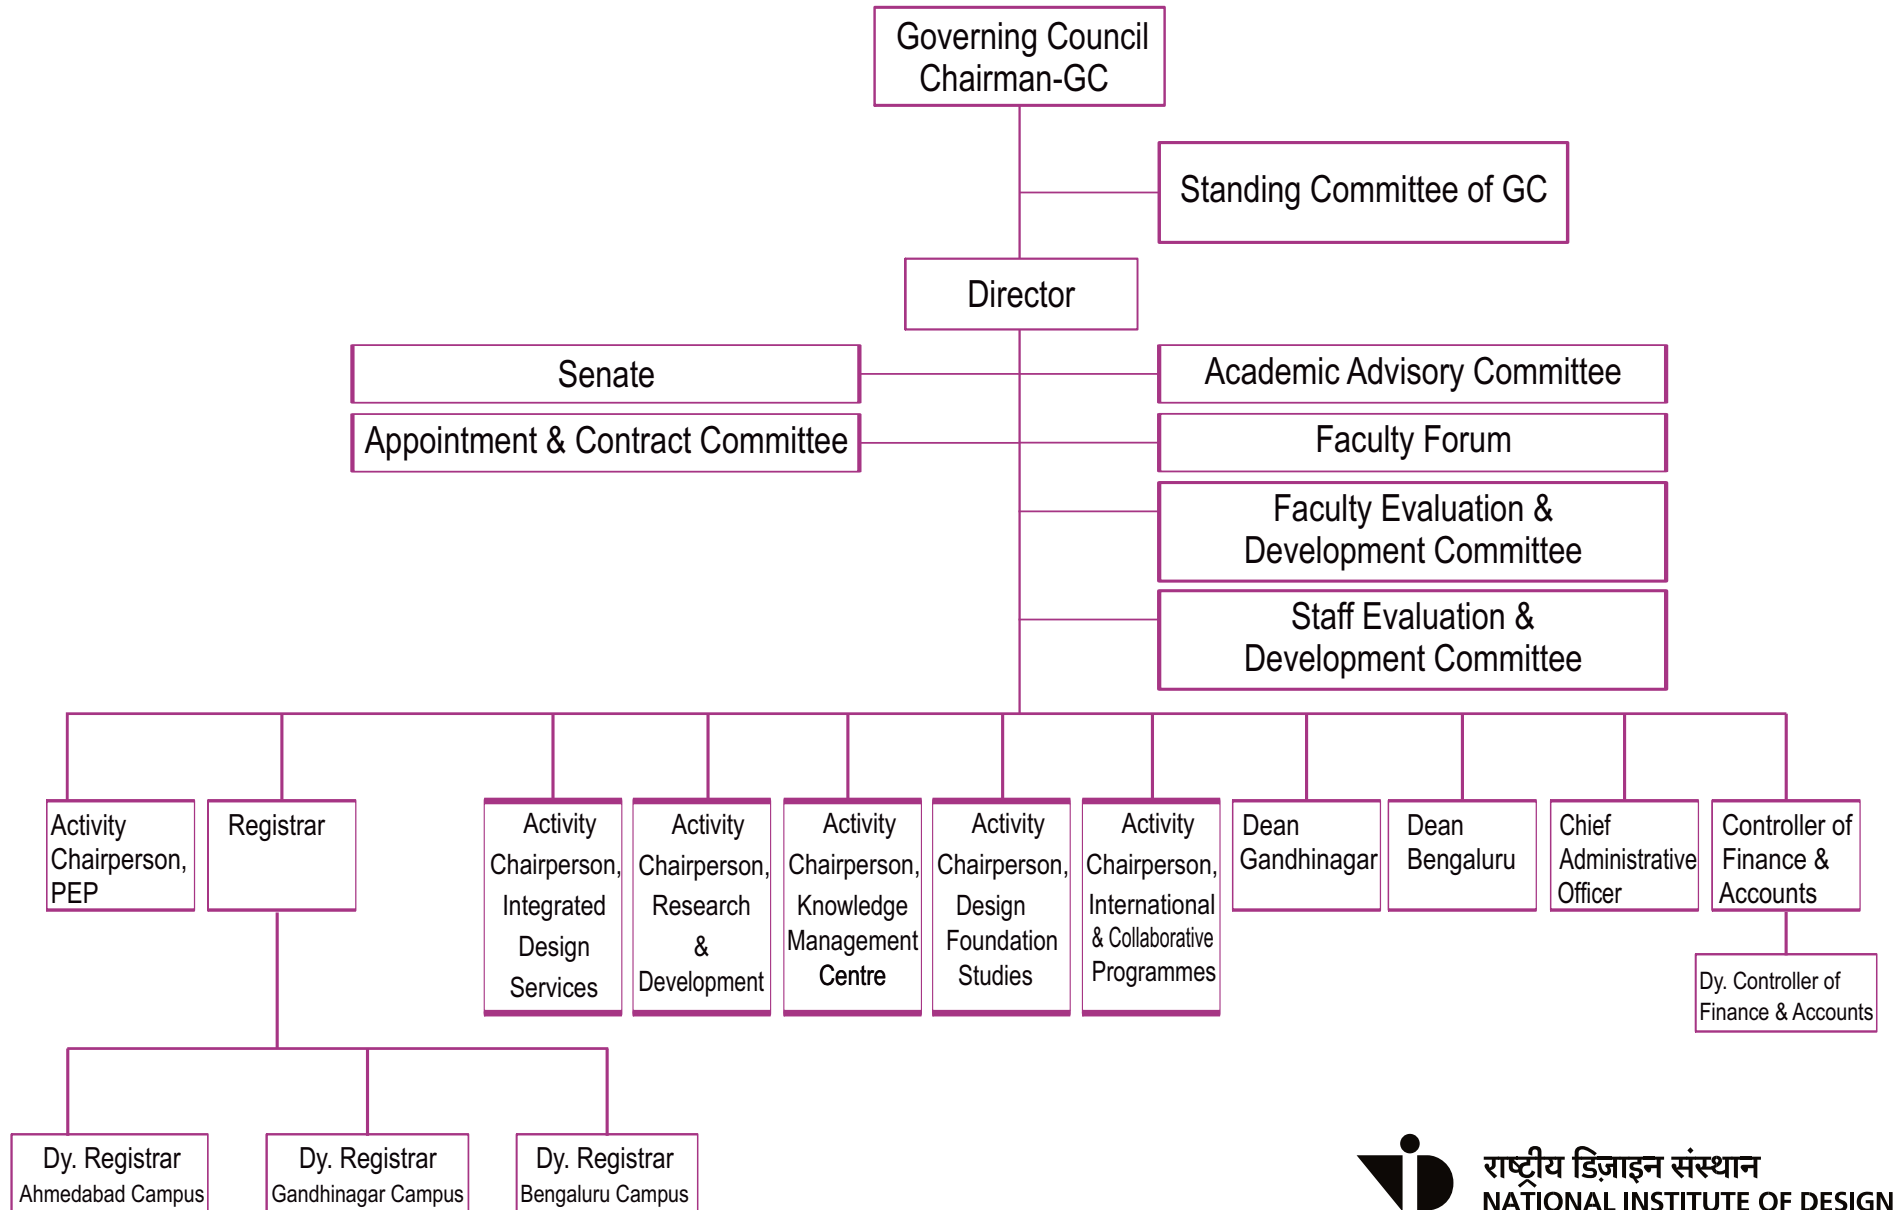 Governing Council
Chairman-GC
Standing Committee of GC
Director
Senate
Academic Advisory Committee
Appointment & Contract Committee
Faculty Forum
Faculty Evaluation &
Development Committee
Staff Evaluation &
Development Committee
Activity
Chairperson,
PEP
Registrar
Activity
Chairperson,
Integrated
Design
Services
Activity
Chairperson,
Research
&
Development
Activity
Chairperson,
Knowledge
Management
Centre
Activity
Chairperson,
Design
Foundation
Studies
Activity
Chairperson,
International
& Collaborative
Programmes
Dean
Gandhinagar
Dean
Bengaluru
Chief
Administrative
Officer
Controller of
Finance &
Accounts
Dy. Controller of
Finance & Accounts
Dy. Registrar
Ahmedabad Campus
Dy. Registrar
Gandhinagar Campus
Dy. Registrar
Bengaluru Campus
राष्ट्रीय डिज़ाइन संस्थान
NATIONAL INSTITUTE OF DESIGN